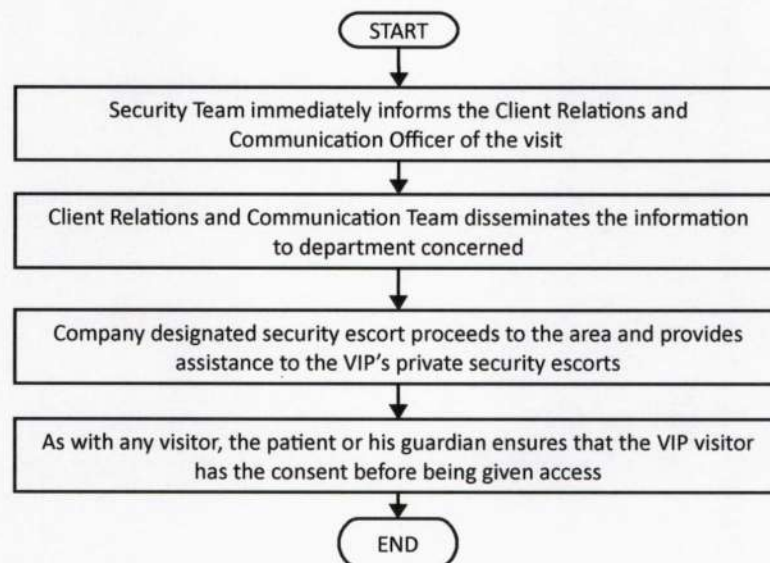 START
Security Team immediately informs the Client Relations and
Communication Officer of the visit
Client Relations and Communication Team disseminates the information
to department concerned
Company designated security escort proceeds to the area and provides
assistance to the VIP’s private security escorts
As with any visitor, the patient or his guardian ensures that the VIP visitor
has the consent before being given access
END